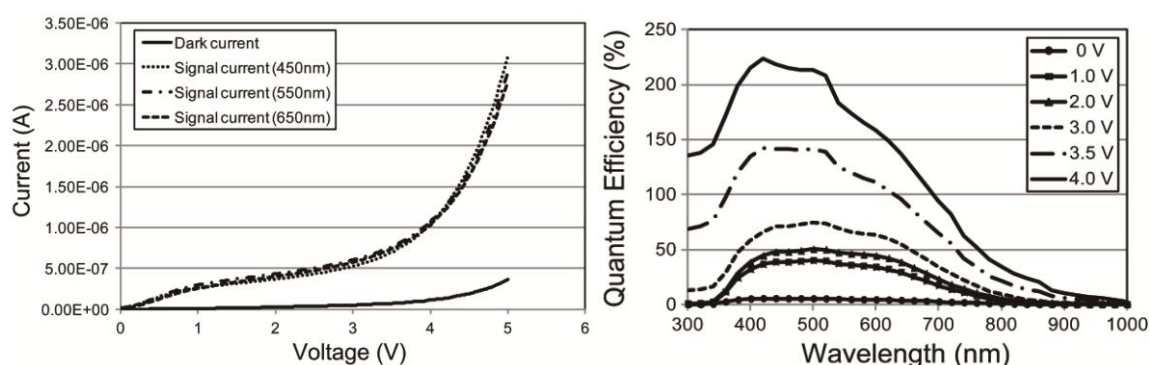 3.50E-06
3.00E-06
2.50E-06
2.00E-06
1.50E-06
1.00E-06
5.00E-07
0.00E+00
Current (A)
Dark current
Signal current (450nm)
Signal current (550nm)
Signal current (650nm)
0 1 2 3 4 5 6
Voltage (V)
250
200
150
100
50
0
Quantum Efficiency (%)
0 V
1.0 V
2.0 V
3.0 V
3.5 V
4.0 V
300 400 500 600 700 800 900 1000
Wavelength (nm)